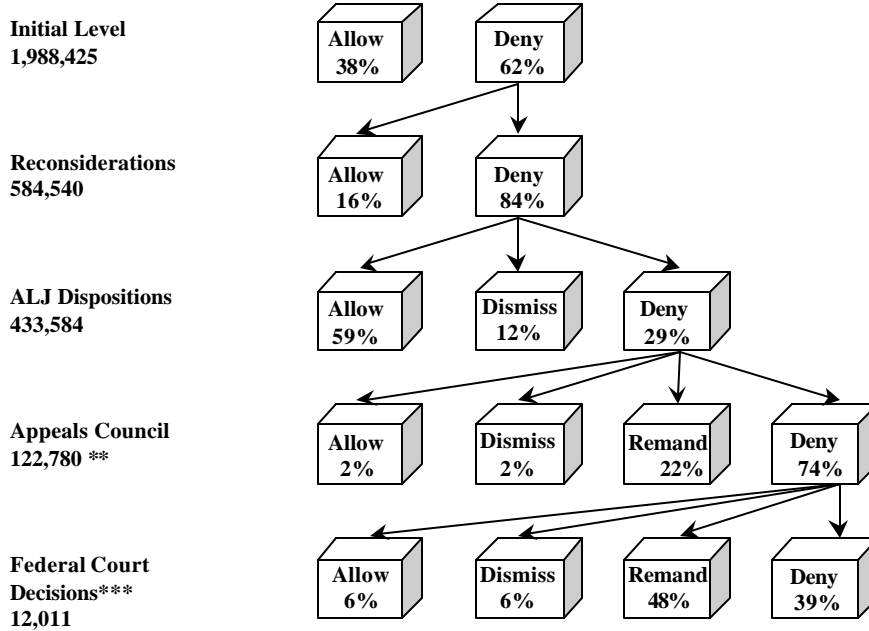 Initial Level
1,988,425
Allow
38%
Deny
62%
Reconsiderations
584,540
Allow
16%
Deny
84%
ALJ Dispositions
433,584
Allow
59%
Dismiss
12%
Deny
29%
Appeals Council
122,780 **
Allow
2%
Dismiss
2%
Remand
22%
Deny
74%
Federal Court
Decisions***
12,011
Allow
6%
Dismiss
6%
Remand
48%
Deny
39%